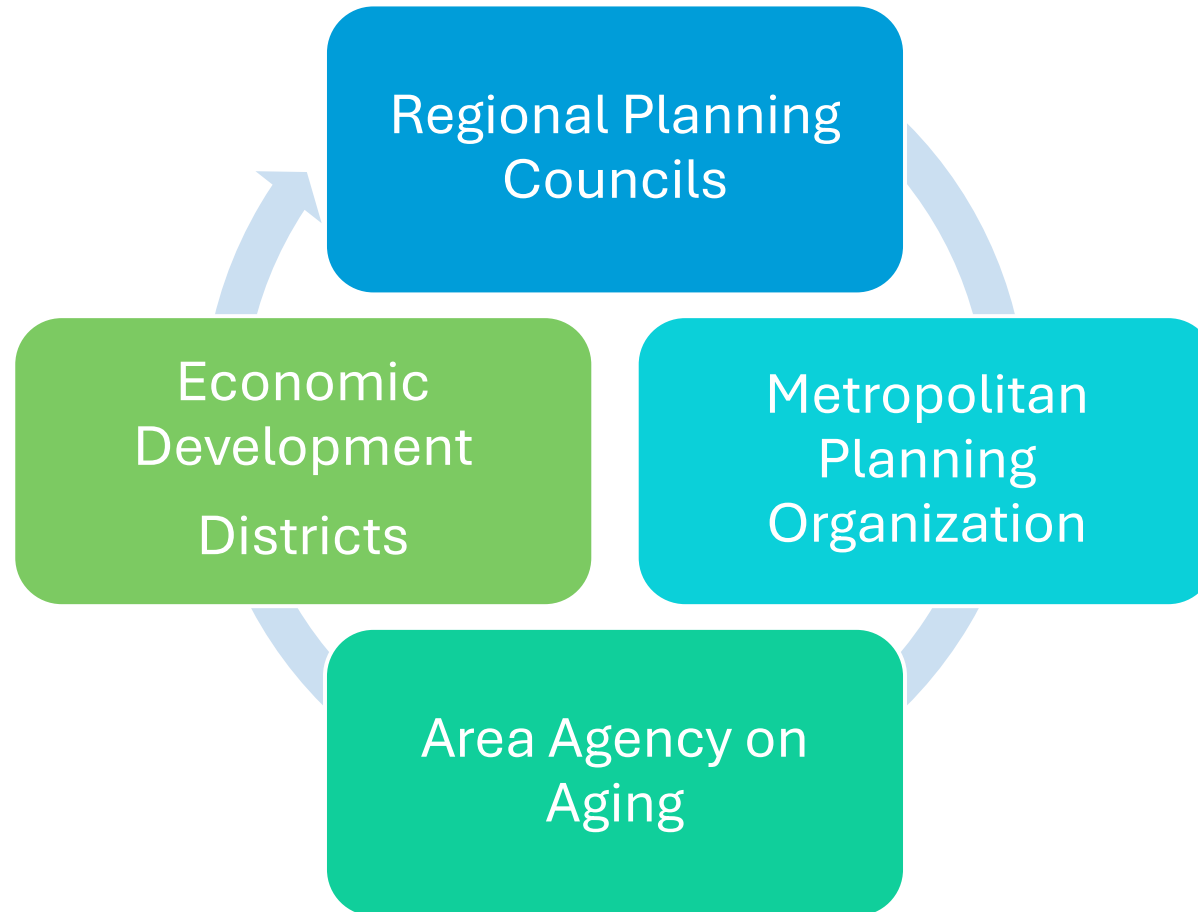 Regional Planning
Councils
Economic
Development
Districts
Metropolitan
Planning
Organization
Area Agency on
Aging